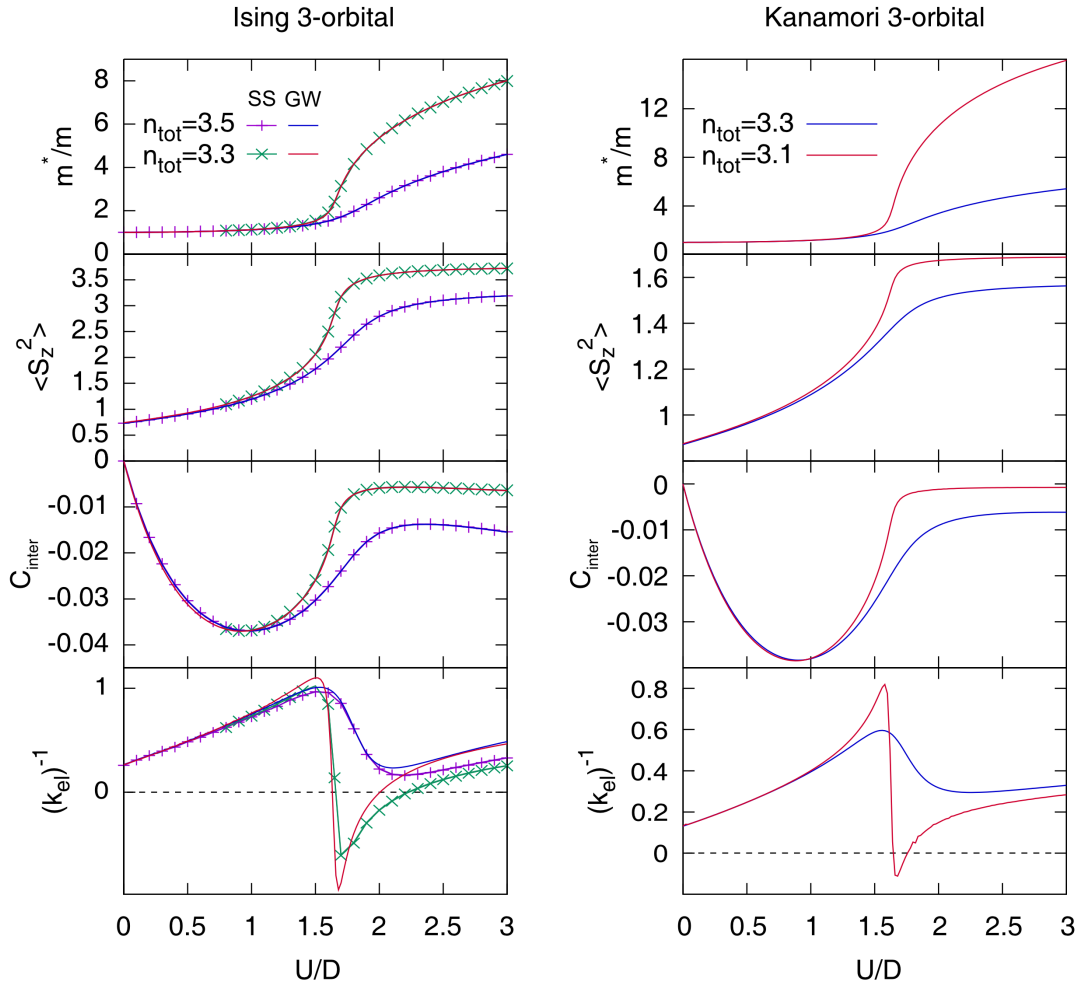 Ising 3-orbital
Kanamori 3-orbital
m*/m
8
6
4
2
0
SS GW
n_tot=3.5
n_tot=3.3
m*/m
12
8
4
0
n_tot=3.3
n_tot=3.1
<S_z^2>
3.5
3
2.5
2
1.5
1
0.5
0
<S_z^2>
1.6
1.4
1.2
1
C_inter
-0.01
-0.02
-0.03
-0.04
C_inter
0
-0.01
-0.02
-0.03
(k_el)^-1
1
0
(k_el)^-1
0.8
0.6
0.4
0.2
0
0 0.5 1 1.5 2 2.5 3
U/D
0 0.5 1 1.5 2 2.5 3
U/D